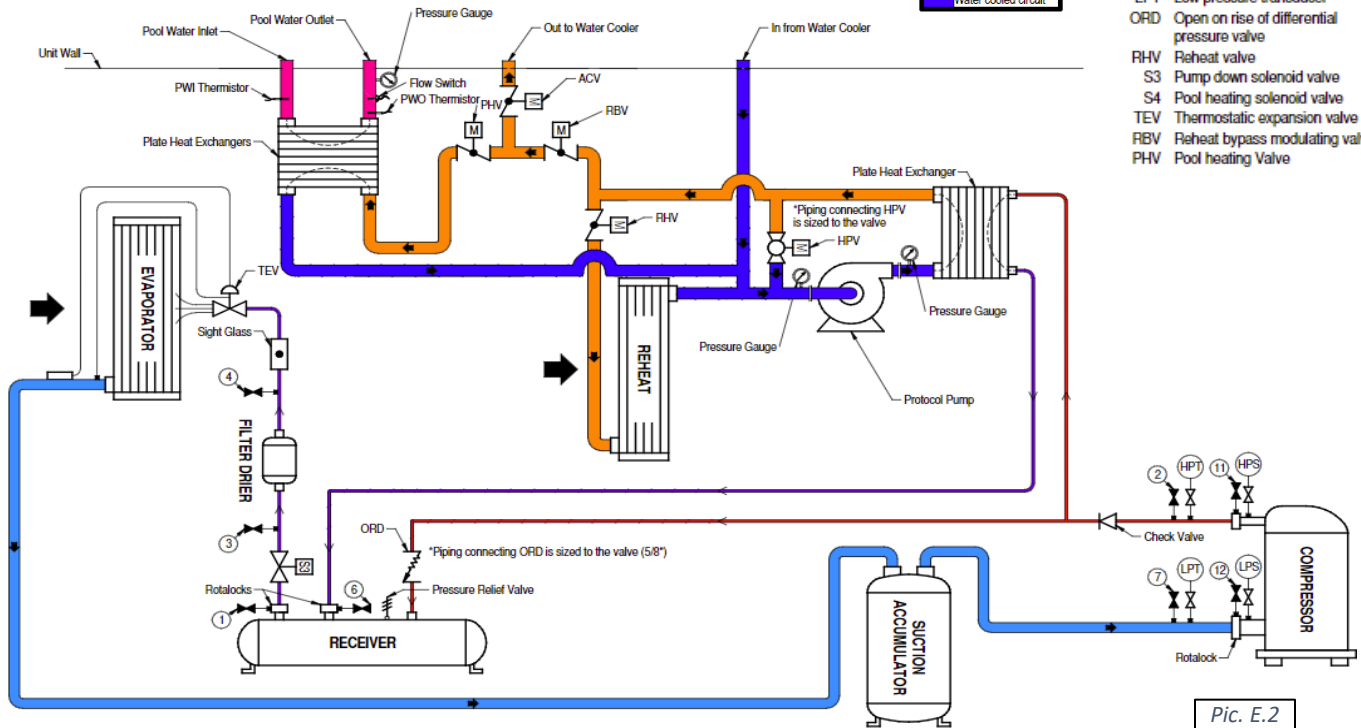 Water cooled circuit
LPT Low pressure transducer
ORD Open on rise of differential
pressure valve
RHV Reheat valve
S3 Pump down solenoid valve
S4 Pool heating solenoid valve
TEV Thermostatic expansion valve
RBV Reheat bypass modulating
PHV Pool heating Valve
Pool Water Outlet
Pressure Gauge
Pool Water Inlet
Out to Water Cooler
In from Water Cooler
Unit Wall
PWI Thermistor
Flow Switch
PWO Thermistor
ACV
M
PHV
RBV
M
M
Plate Heat Exchangers
Plate Heat Exchanger
*Piping connecting HPV
is sized to the valve
RHV
M
HPV
M
EVAPORATOR
TEV
Sight Glass
Pressure Gauge
Pressure Gauge
REHEAT
Protocol Pump
4
FILTER DRIER
3
S3
ORD
*Piping connecting ORD is sized to the valve (5/8")
Rotalocks
6
Pressure Relief Valve
1
RECEIVER
SUCTION
ACCUMULATOR
2
HPT
11
HPS
Check Valve
7
LPT
12
LPS
COMPRESSOR
Rotalock
Pic. E.2